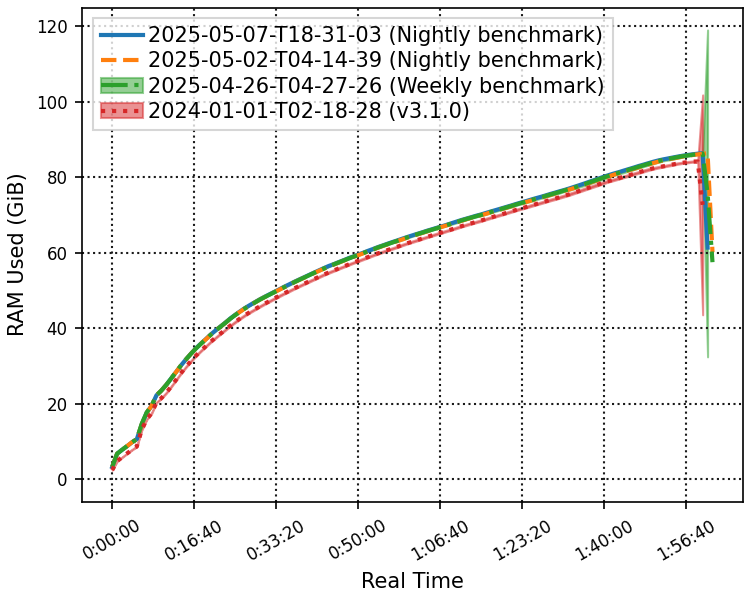 2025-05-07-T18-31-03 (Nightly benchmark)
2025-05-02-T04-14-39 (Nightly benchmark)
2025-04-26-T04-27-26 (Weekly benchmark)
2024-01-01-T02-18-28 (v3.1.0)
120
100
80
60
40
20
0
RAM Used (GiB)
0:00:00
0:16:40
0:33:20
0:50:00
1:06:40
1:23:20
1:40:00
1:56:40
Real Time